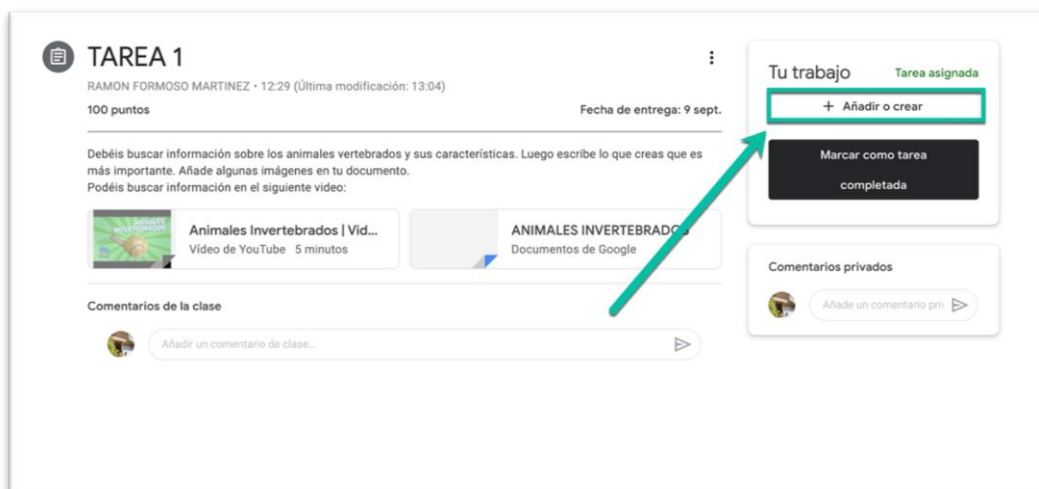 TAREA 1
RAMON FORMOSO MARTINEZ • 12:29 (Última modificación: 13:04)
100 puntos
Fecha de entrega: 9 sept.
Debéis buscar información sobre los animales vertebrados y sus características. Luego escribe lo que creas que es
más importante. Añade algunas imágenes en tu documento.
Podéis buscar información en el siguiente video:
Animales Invertebrados | Vid...
Vídeo de YouTube 5 minutos
ANIMALES INVERTEBRADOS
Documentos de Google
Comentarios de la clase
Añadir un comentario de clase...
Tu trabajo
Tarea asignada
+ Añadir o crear
Marcar como tarea
completada
Comentarios privados
Añade un comentario priv